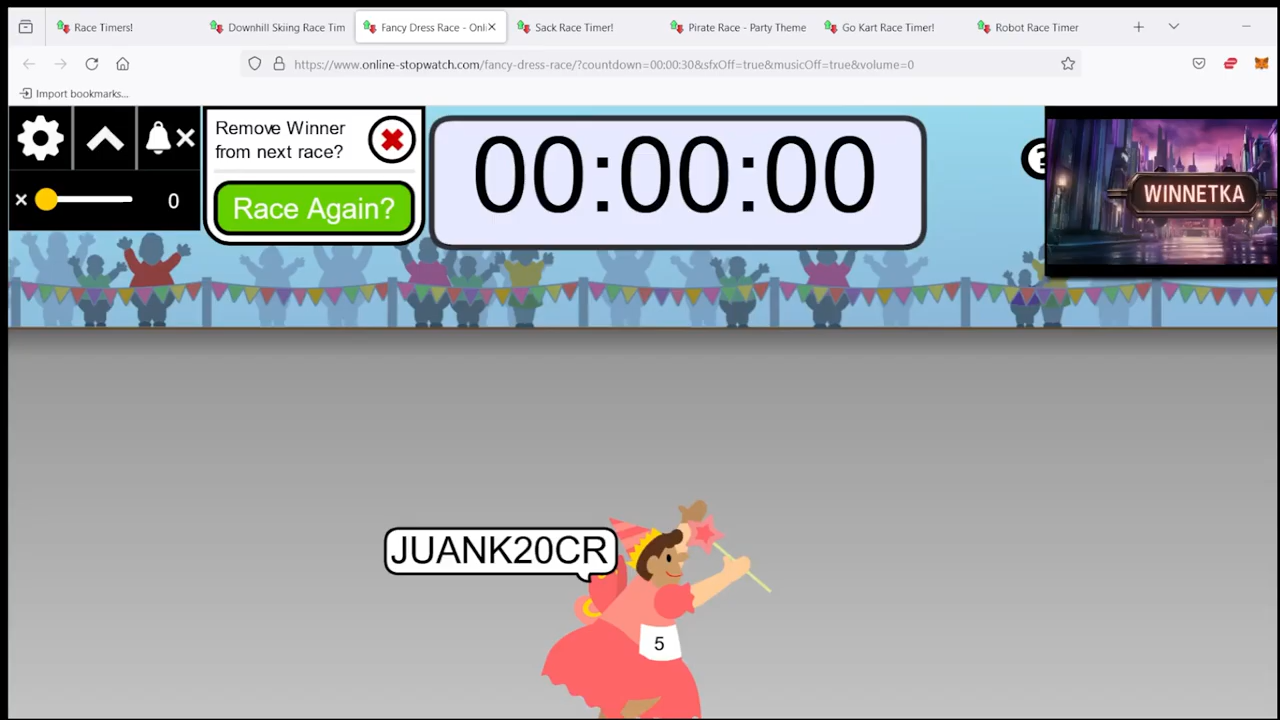 Race Timers!
Downhill Skiing Race Tim
Fancy Dress Race - Onli
Sack Race Timer!
Pirate Race - Party Theme
Go Kart Race Timer!
Robot Race Timer
https://www.online-stopwatch.com/fancy-dress-race/?countdown=00:00:30&sfxOff=true&musicOff=true&volume=0
Import bookmarks...
Remove Winner
from next race?
0
Race Again?
00:00:00
?
WINNETKA
JUANK20CR
5